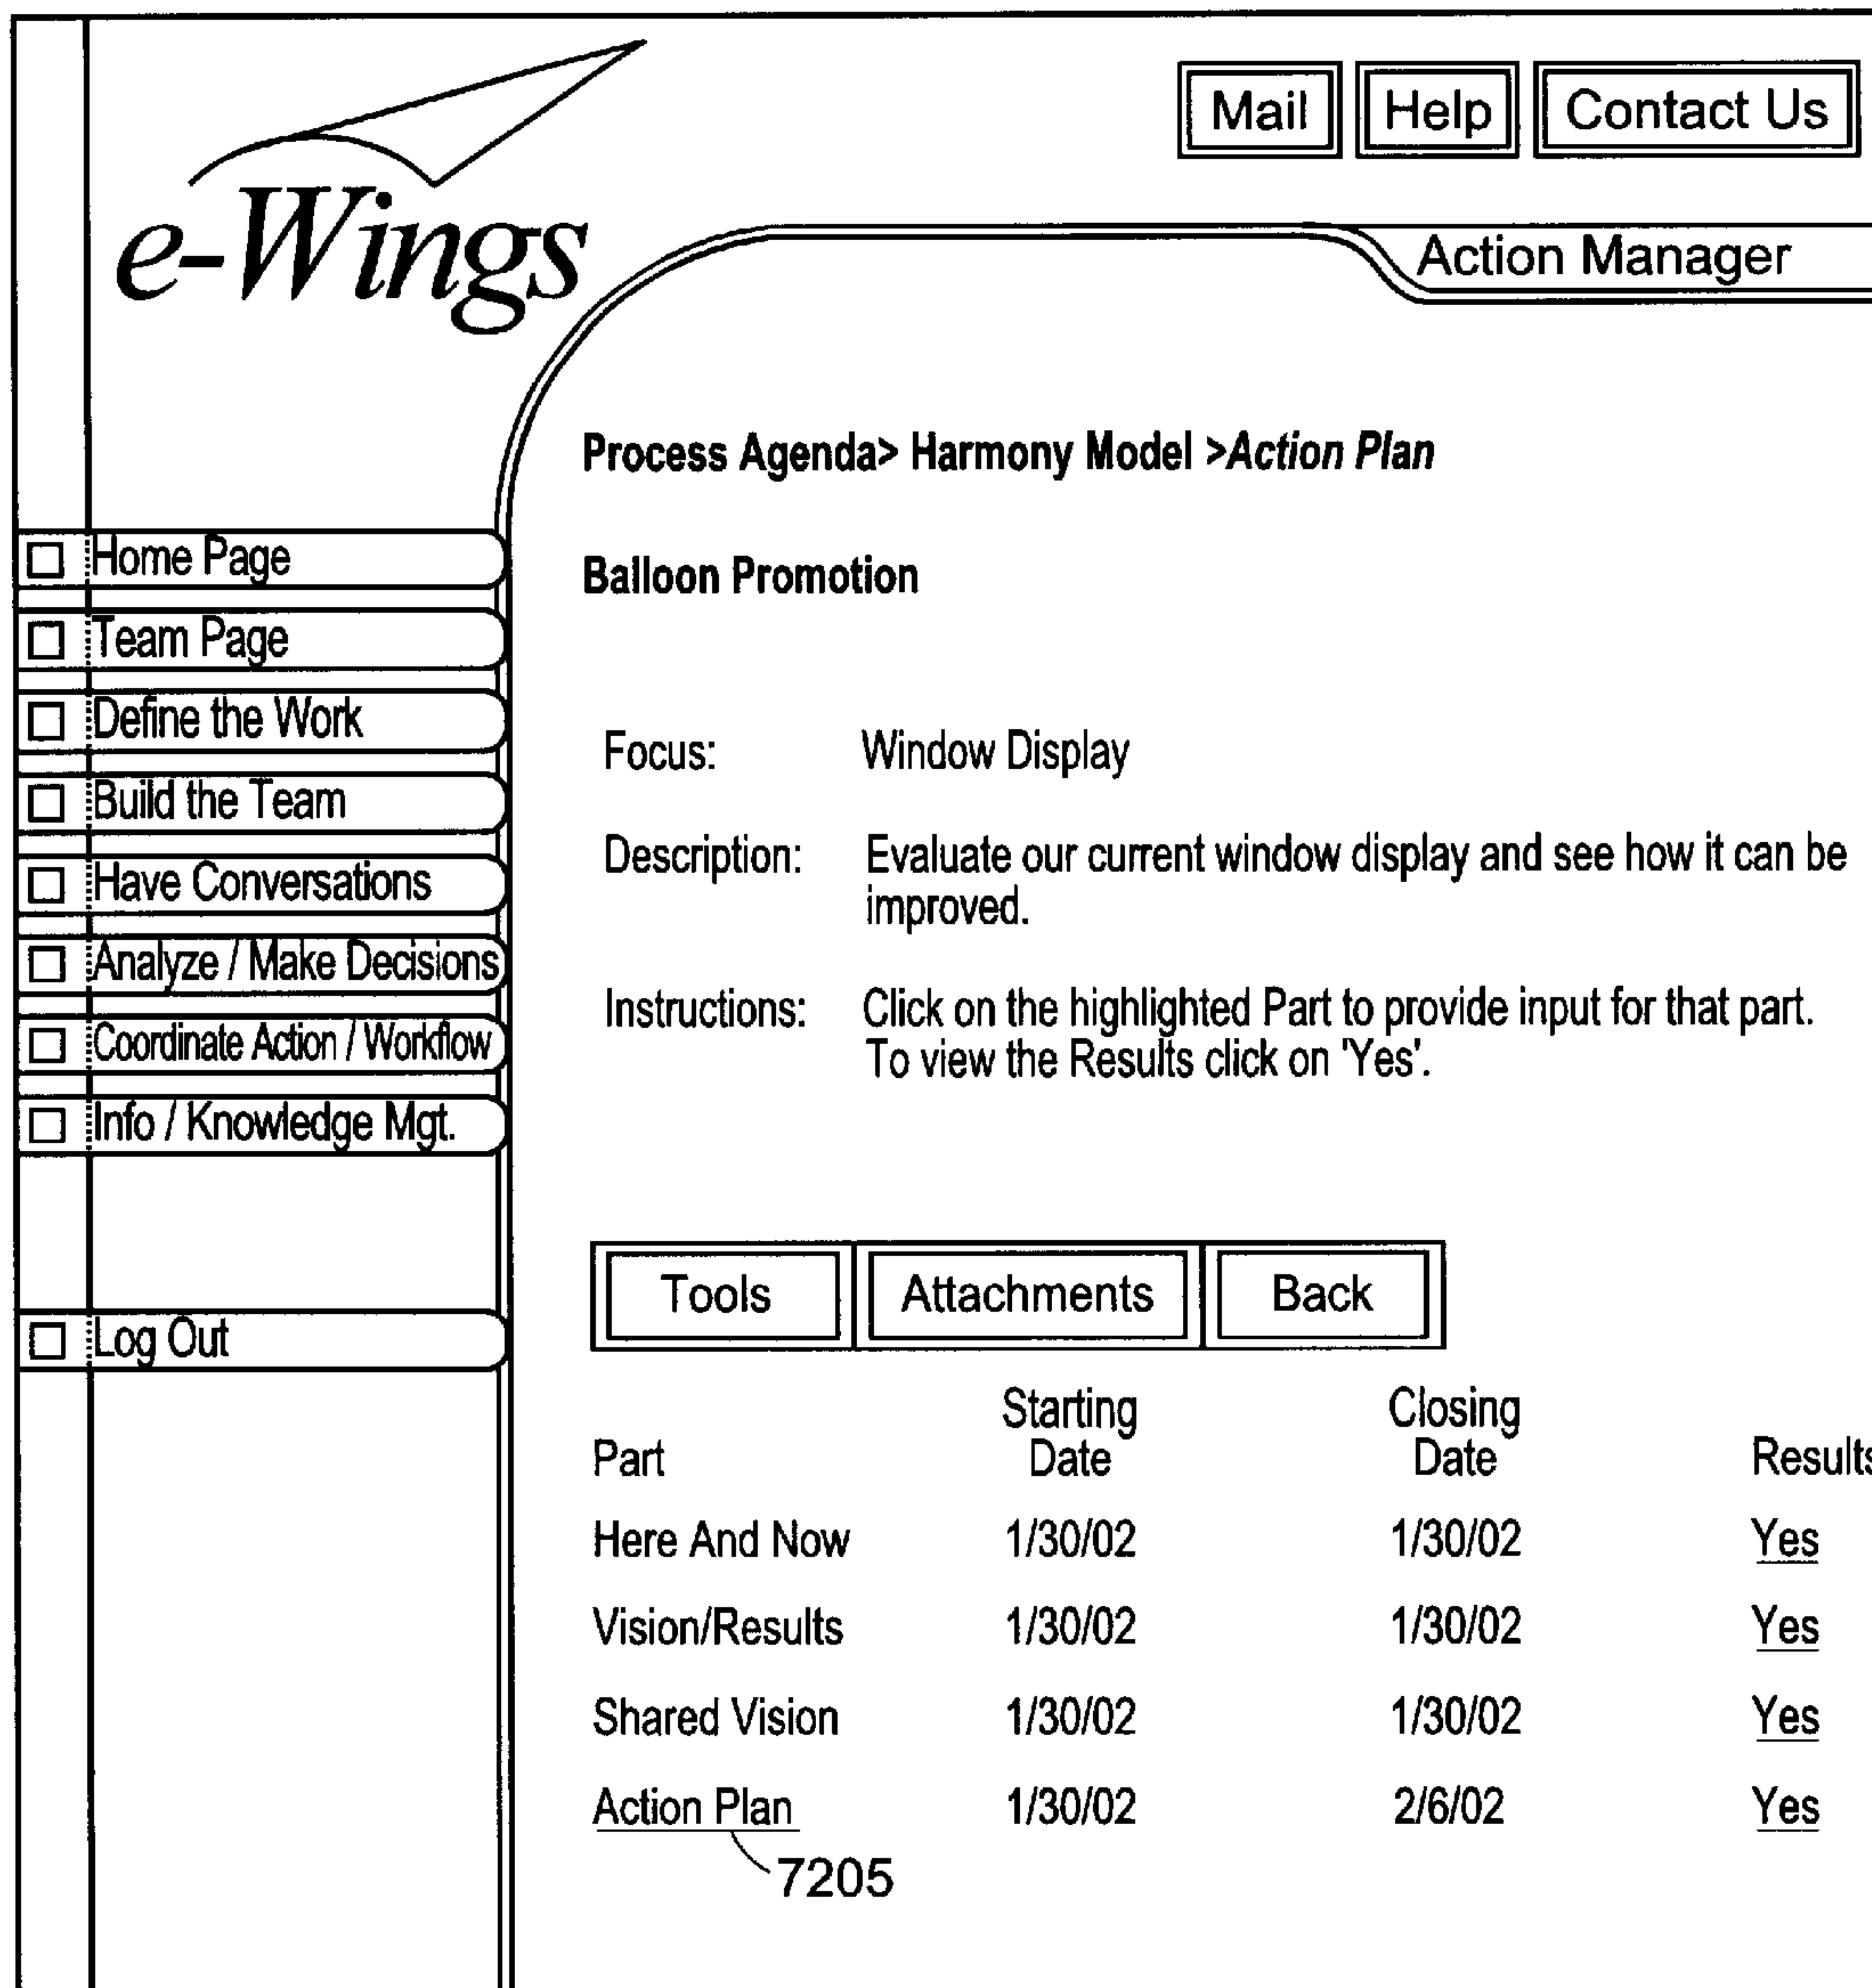 Mail Help Contact Us
e-Wings
Action Manager
Process Agenda> Harmony Model >Action Plan
Balloon Promotion
Home Page
Team Page
Define the Work
Build the Team
Have Conversations
Analyze / Make Decisions
Coordinate Action / Workflow
Info / Knowledge Mgt.
Log Out
Focus: Window Display
Description: Evaluate our current window display and see how it can be
improved.
Instructions: Click on the highlighted Part to provide input for that part.
To view the Results click on 'Yes'.
Tools Attachments Back
Starting Closing
Part Date Date Results
Here And Now 1/30/02 1/30/02 Yes
Vision/Results 1/30/02 1/30/02 Yes
Shared Vision 1/30/02 1/30/02 Yes
Action Plan 1/30/02 2/6/02 Yes
7205